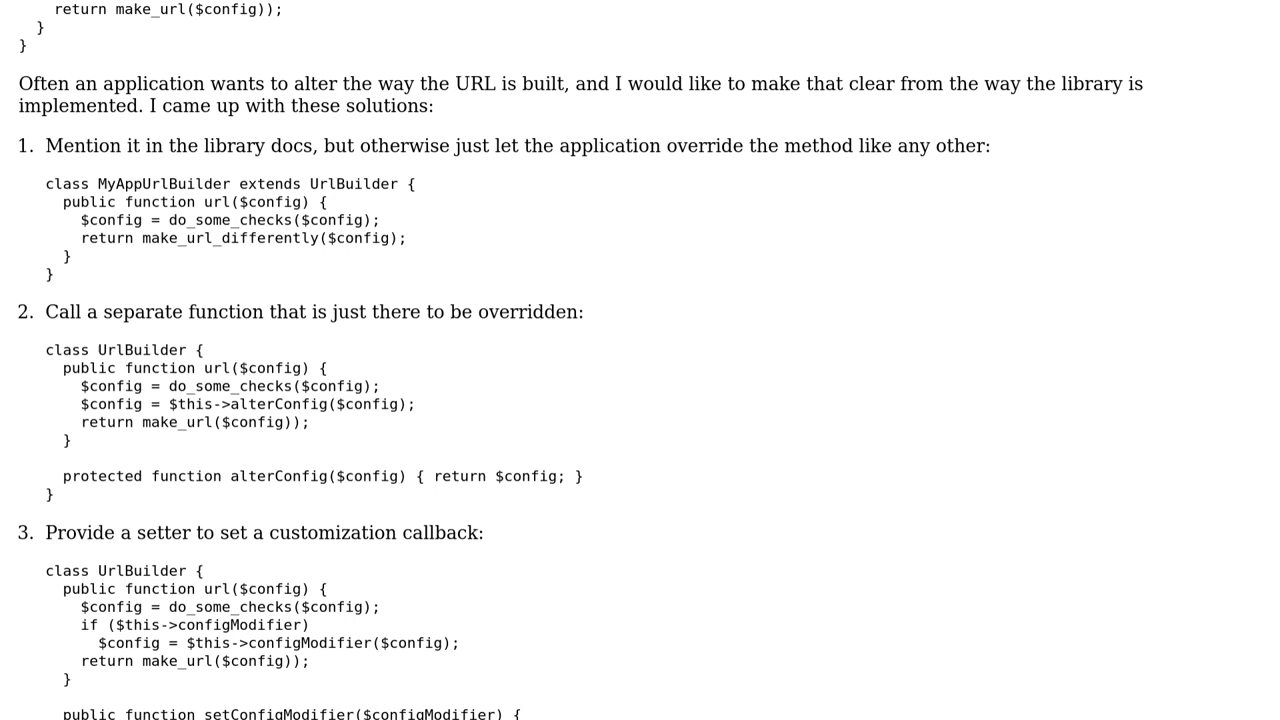 return make_url($config));
  }
}
Often an application wants to alter the way the URL is built, and I would like to make that clear from the way the library is
implemented. I came up with these solutions:
1. Mention it in the library docs, but otherwise just let the application override the method like any other:
class MyAppUrlBuilder extends UrlBuilder {
  public function url($config) {
    $config = do_some_checks($config);
    return make_url_differently($config);
  }
}
2. Call a separate function that is just there to be overridden:
class UrlBuilder {
  public function url($config) {
    $config = do_some_checks($config);
    $config = $this->alterConfig($config);
    return make_url($config));
  }
  protected function alterConfig($config) { return $config; }
}
3. Provide a setter to set a customization callback:
class UrlBuilder {
  public function url($config) {
    $config = do_some_checks($config);
    if ($this->configModifier)
      $config = $this->configModifier($config);
    return make_url($config));
  }
  public function setConfigModifier($configModifier) {